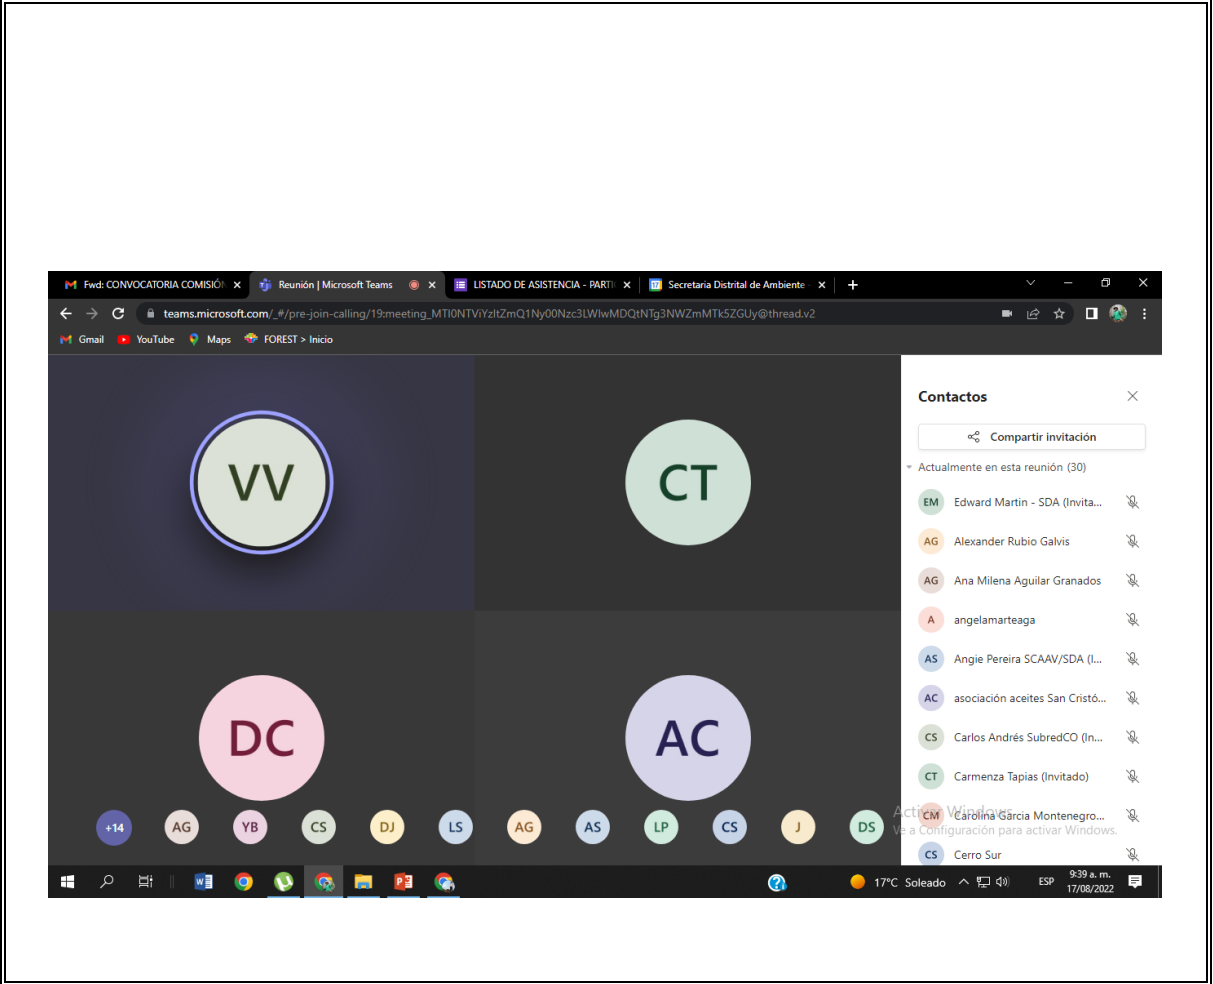 Fwd: CONVOCATORIA COMISIÓN
Reunión | Microsoft Teams
LISTADO DE ASISTENCIA - PARTI
Secretaria Distrital de Ambiente -
teams.microsoft.com/_#/pre-join-calling/19:meeting_MTI0NTViYzItZmQ1Ny00Nzc3LWIwMDQtNTg3NWZmMTk5ZGUy@thread.v2
Gmail YouTube Maps FOREST > Inicio
VV
CT
DC
AC
+14 AG YB CS DJ LS AG AS LP CS J DS
Contactos
Compartir invitación
Actualmente en esta reunión (30)
EM Edward Martin - SDA (Invita...
AG Alexander Rubio Galvis
AG Ana Milena Aguilar Granados
A angelamarteaga
AS Angie Pereira SCAAV/SDA (I...
AC asociación aceites San Cristó...
CS Carlos Andrés SubredCO (In...
CT Carmenza Tapias (Invitado)
CM Carolina Garcia Montenegro...
CS Cerro Sur
Activar Windows
Ve a Configuración para activar Windows.
17°C Soleado
ESP
9:39 a. m.
17/08/2022